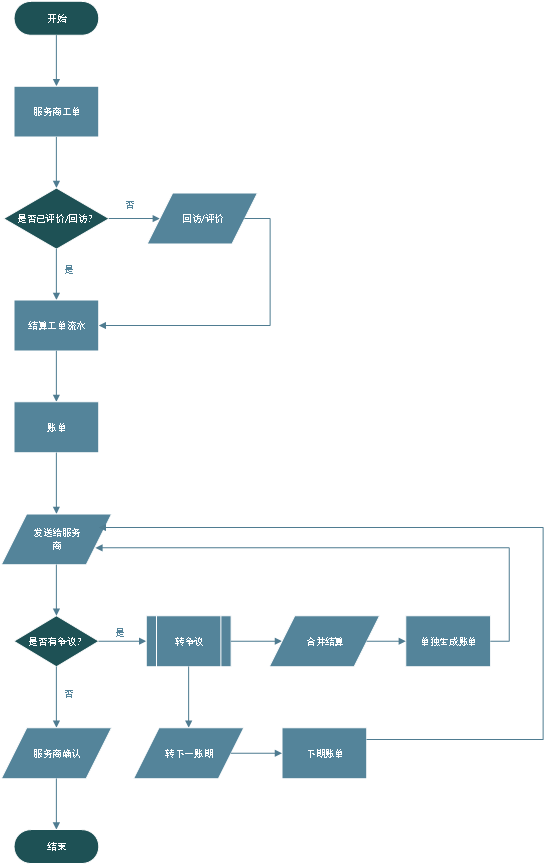 开始
服务商工单
是否已评价/回访?
否
回访/评价
是
结算工单流水
账单
发送给服务
商
是否有争议?
是
转争议
合并结算
单独生成账单
否
服务商确认
转下一账期
下期账单
结束